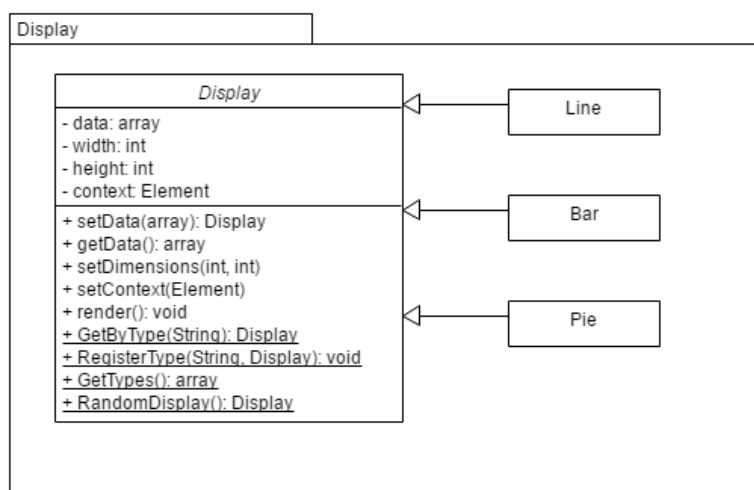 Display
Display
- data: array
- width: int
- height: int
- context: Element
+ setData(array): Display
+ getData(): array
+ setDimensions(int, int)
+ setContext(Element)
+ render(): void
+ GetByType(String): Display
+ RegisterType(String, Display): void
+ GetTypes(): array
+ RandomDisplay(): Display
Line
Bar
Pie